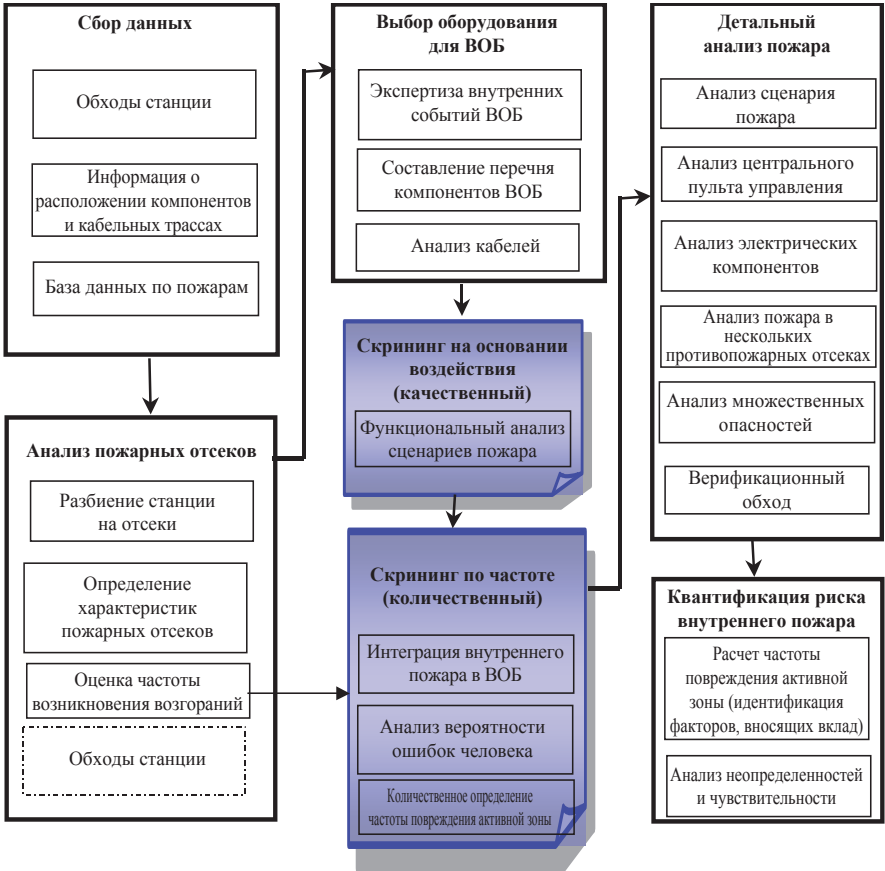 Сбор данных
Обходы станции
Информация о
расположении компонентов
и кабельных трассах
База данных по пожарам
Анализ пожарных отсеков
Разбиение станции
на отсеки
Определение
характеристик
пожарных отсеков
Оценка частоты
возникновения возгораний
Обходы станции
Выбор оборудования
для ВОБ
Экспертиза внутренних
событий ВОБ
Составление перечня
компонентов ВОБ
Анализ кабелей
Скрининг на основании
воздействия
(качественный)
Функциональный анализ
сценариев пожара
Скрининг по частоте
(количественный)
Интеграция внутреннего
пожара в ВОБ
Анализ вероятности
ошибок человека
Количественное определение
частоты повреждения активной зоны
Детальный
анализ пожара
Анализ сценария
пожара
Анализ центрального
пульта управления
Анализ электрических
компонентов
Анализ пожара в
нескольких
противопожарных отсеках
Анализ множественных
опасностей
Верификационный
обход
Квантификация риска
внутреннего пожара
Расчет частоты
повреждения активной
зоны (идентификация
факторов, вносящих вклад)
Анализ неопределенностей
и чувствительности